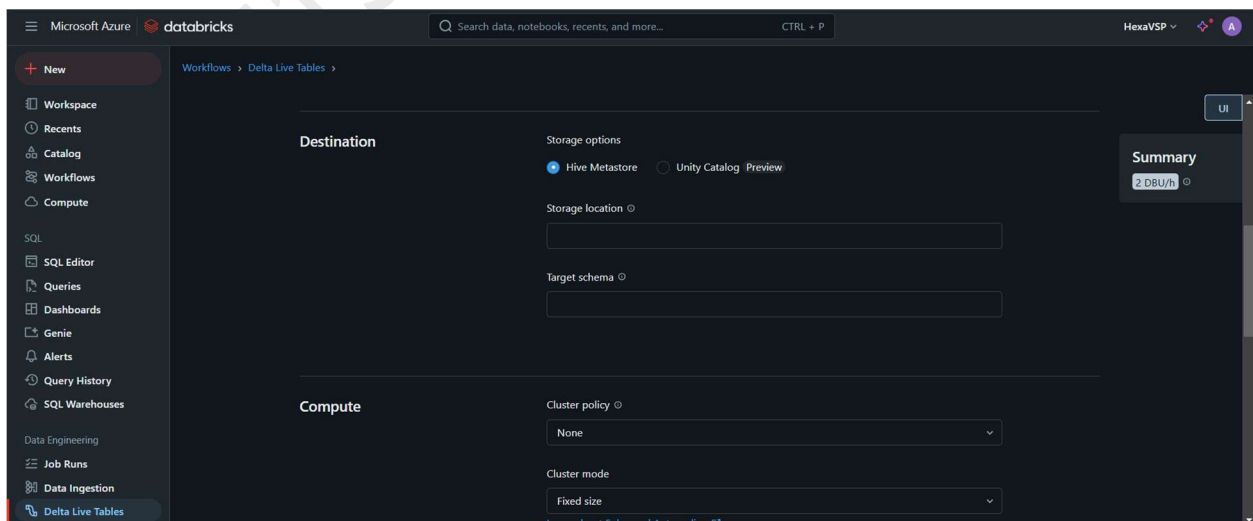 Microsoft Azure databricks
Search data, notebooks, recents, and more... CTRL + P
HexaVSP
A
New
Workspace
Recents
Catalog
Workflows
Compute
SQL
SQL Editor
Queries
Dashboards
Genie
Alerts
Query History
SQL Warehouses
Data Engineering
Job Runs
Data Ingestion
Delta Live Tables
Workflows › Delta Live Tables ›
UI
Destination
Storage options
Hive Metastore Unity Catalog Preview
Storage location
Target schema
Summary
2 DBU/h
Compute
Cluster policy
None
Cluster mode
Fixed size